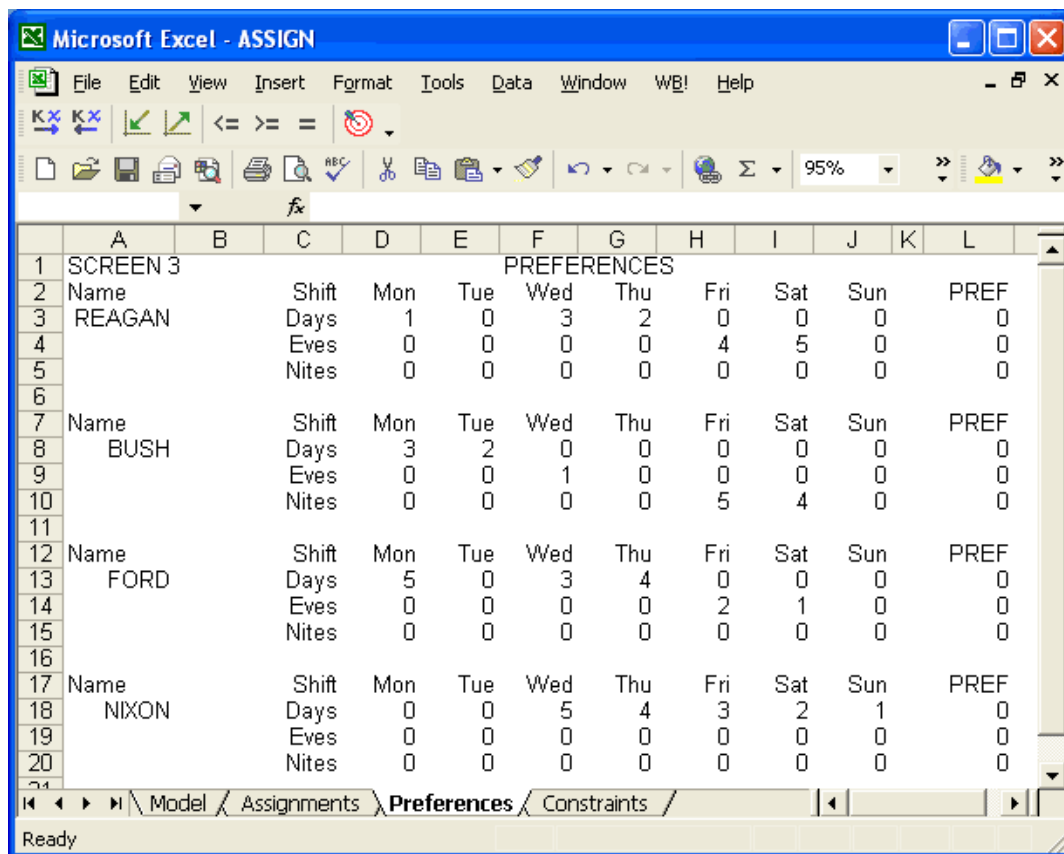 Microsoft Excel - ASSIGN
File Edit View Insert Format Tools Data Window WB! Help
<= >= =
ABC Σ 95%
fx
A B C D E F G H I J K L
1 SCREEN 3 PREFERENCES
2 Name Shift Mon Tue Wed Thu Fri Sat Sun PREF
3 REAGAN Days 1 0 3 2 0 0 0 0
4 Eves 0 0 0 0 4 5 0 0
5 Nites 0 0 0 0 0 0 0 0
6
7 Name Shift Mon Tue Wed Thu Fri Sat Sun PREF
8 BUSH Days 3 2 0 0 0 0 0 0
9 Eves 0 0 1 0 0 0 0 0
10 Nites 0 0 0 0 5 4 0 0
11
12 Name Shift Mon Tue Wed Thu Fri Sat Sun PREF
13 FORD Days 5 0 3 4 0 0 0 0
14 Eves 0 0 0 0 2 1 0 0
15 Nites 0 0 0 0 0 0 0 0
16
17 Name Shift Mon Tue Wed Thu Fri Sat Sun PREF
18 NIXON Days 0 0 5 4 3 2 1 0
19 Eves 0 0 0 0 0 0 0 0
20 Nites 0 0 0 0 0 0 0 0
Model Assignments Preferences Constraints
Ready